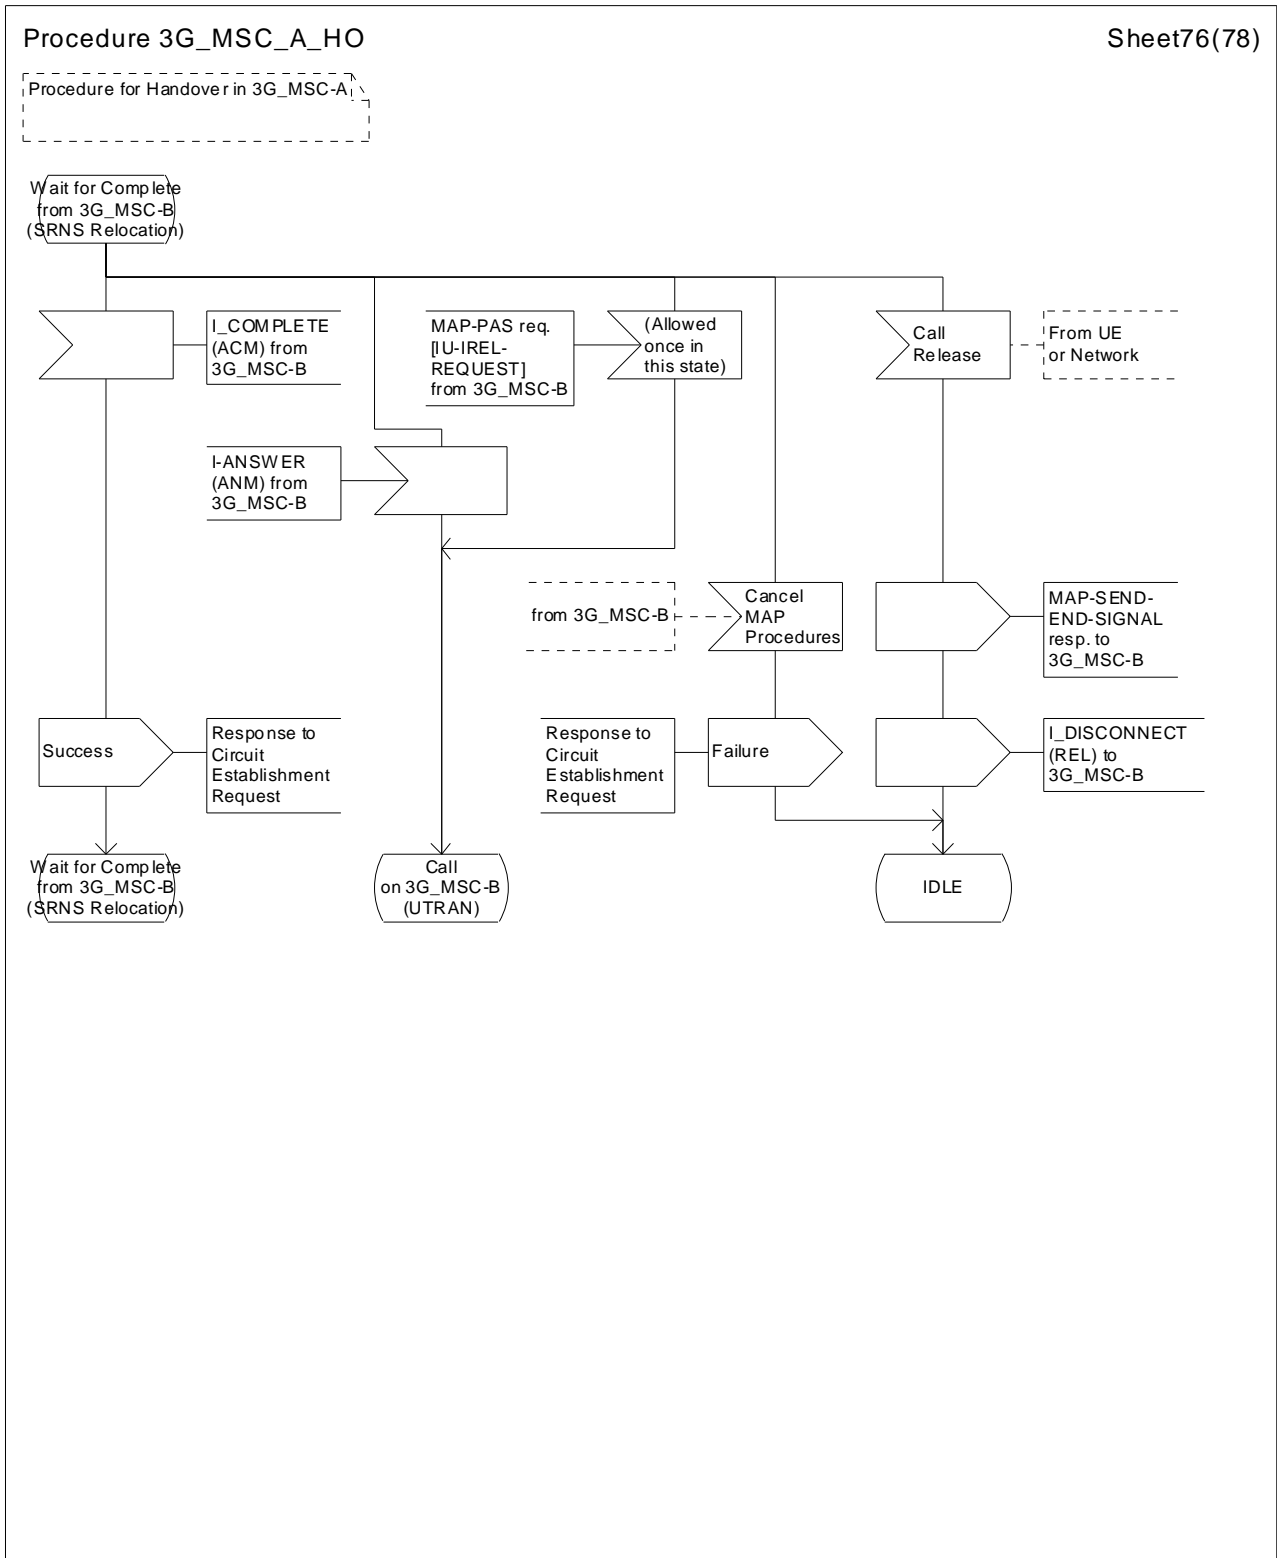 Procedure 3G_MSC_A_HO
Sheet76(78)
Procedure for Handover in 3G_MSC-A
Wait for Complete
from 3G_MSC-B
(SRNS Relocation)
I_COMPLETE
(ACM) from
3G_MSC-B
MAP-PAS req.
[IU-IREL-
REQUEST]
from 3G_MSC-B
(Allowed
once in
this state)
Call
Release
From UE
or Network
I-ANSWER
(ANM) from
3G_MSC-B
from 3G_MSC-B
Cancel
MAP
Procedures
MAP-SEND-
END-SIGNAL
resp. to
3G_MSC-B
Success
Response to
Circuit
Establishment
Request
Response to
Circuit
Establishment
Request
Failure
I_DISCONNECT
(REL) to
3G_MSC-B
Wait for Complete
from 3G_MSC-B
(SRNS Relocation)
Call
on 3G_MSC-B
(UTRAN)
IDLE